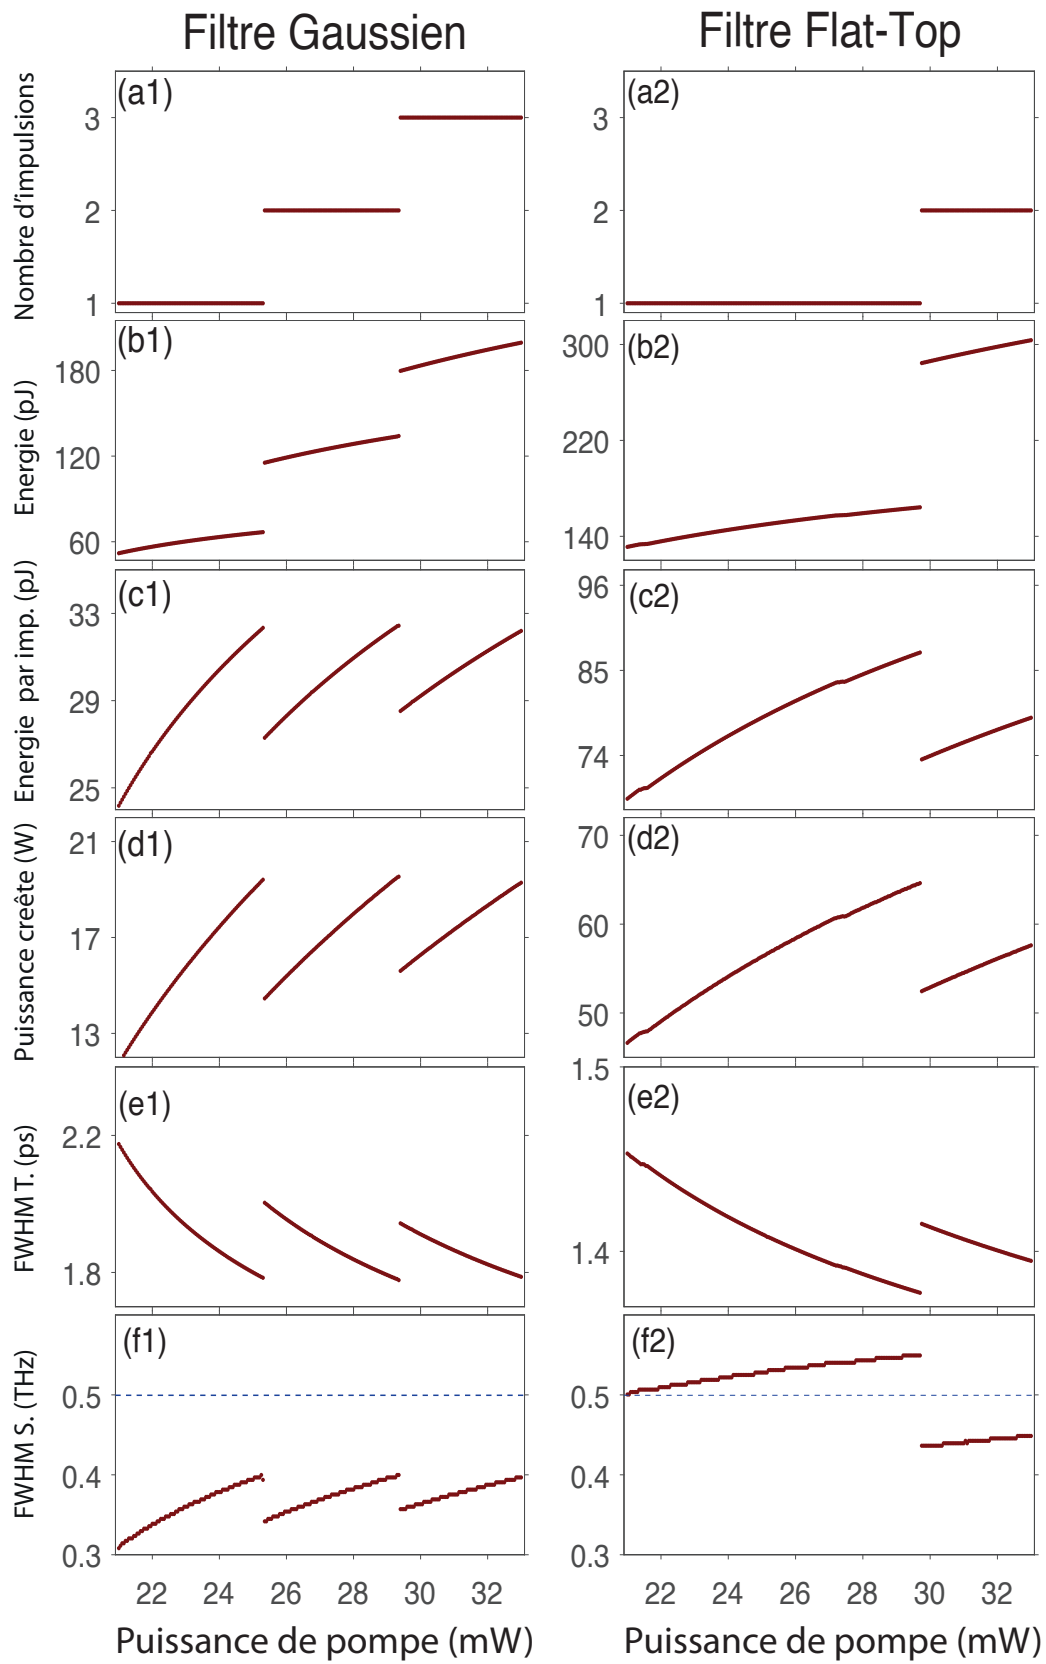 Filtre Gaussien
Filtre Flat-Top
Nombre d'impulsions
(a1)
3
2
1
(a2)
3
2
1
Energie (pJ)
(b1)
180
120
60
(b2)
300
220
140
Energie par imp. (pJ)
(c1)
33
29
25
(c2)
96
85
74
Puissance creête (W)
(d1)
21
17
13
(d2)
70
60
50
FWHM T. (ps)
(e1)
2.2
1.8
(e2)
1.5
1.4
FWHM S. (THz)
(f1)
0.5
0.4
0.3
(f2)
0.5
0.4
0.3
22 24 26 28 30 32
22 24 26 28 30 32
Puissance de pompe (mW)
Puissance de pompe (mW)